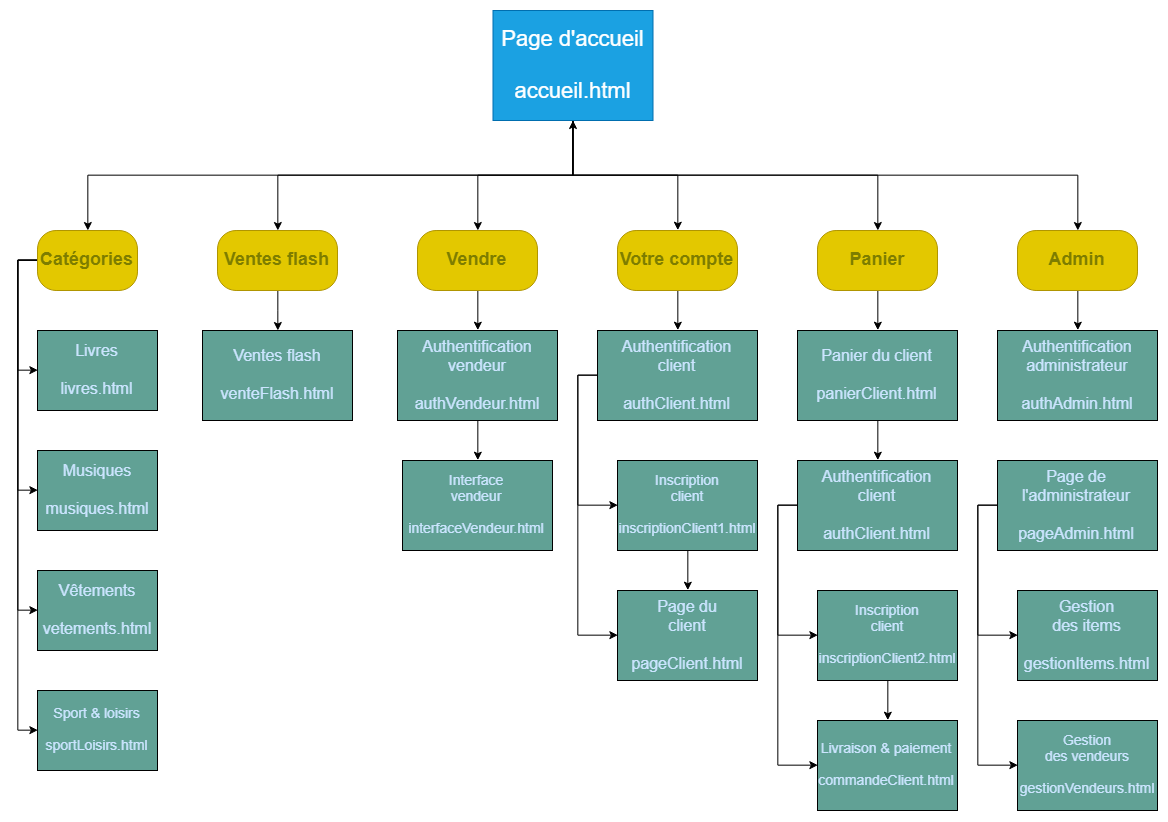 Page d'accueil
accueil.html
Catégories
Ventes flash
Vendre
Votre compte
Panier
Admin
Livres
livres.html
Musiques
musiques.html
Vêtements
vetements.html
Sport & loisirs
sportLoisirs.html
Ventes flash
venteFlash.html
Authentification
vendeur
authVendeur.html
Interface
vendeur
interfaceVendeur.html
Authentification
client
authClient.html
Inscription
client
inscriptionClient1.html
Page du
client
pageClient.html
Panier du client
panierClient.html
Authentification
client
authClient.html
Inscription
client
inscriptionClient2.html
Livraison & paiement
commandeClient.html
Authentification
administrateur
authAdmin.html
Page de
l'administrateur
pageAdmin.html
Gestion
des items
gestionItems.html
Gestion
des vendeurs
gestionVendeurs.html